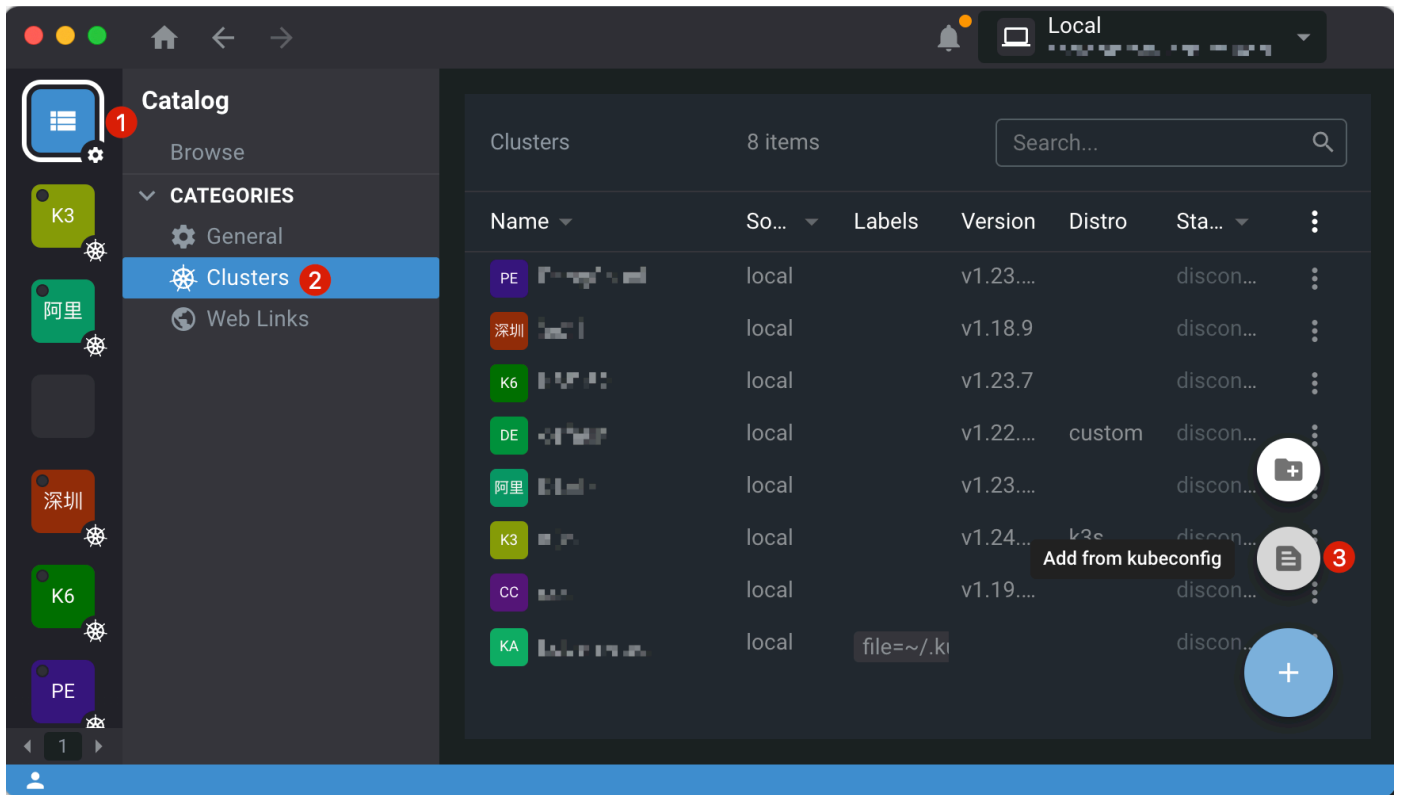 Local
1
Catalog
Browse
CATEGORIES
General
Clusters 2
Web Links
K3
阿里
深圳
K6
PE
1
Clusters 8 items Search...
Name So... Labels Version Distro Sta...
PE local v1.23.... discon...
深圳 local v1.18.9 discon...
K6 local v1.23.7 discon...
DE local v1.22.... custom discon...
阿里 local v1.23.... discon...
K3 local v1.24... k3s discon...
Add from kubeconfig 3
CC local v1.19.... discon...
KA local file=~/.ku discon...
+